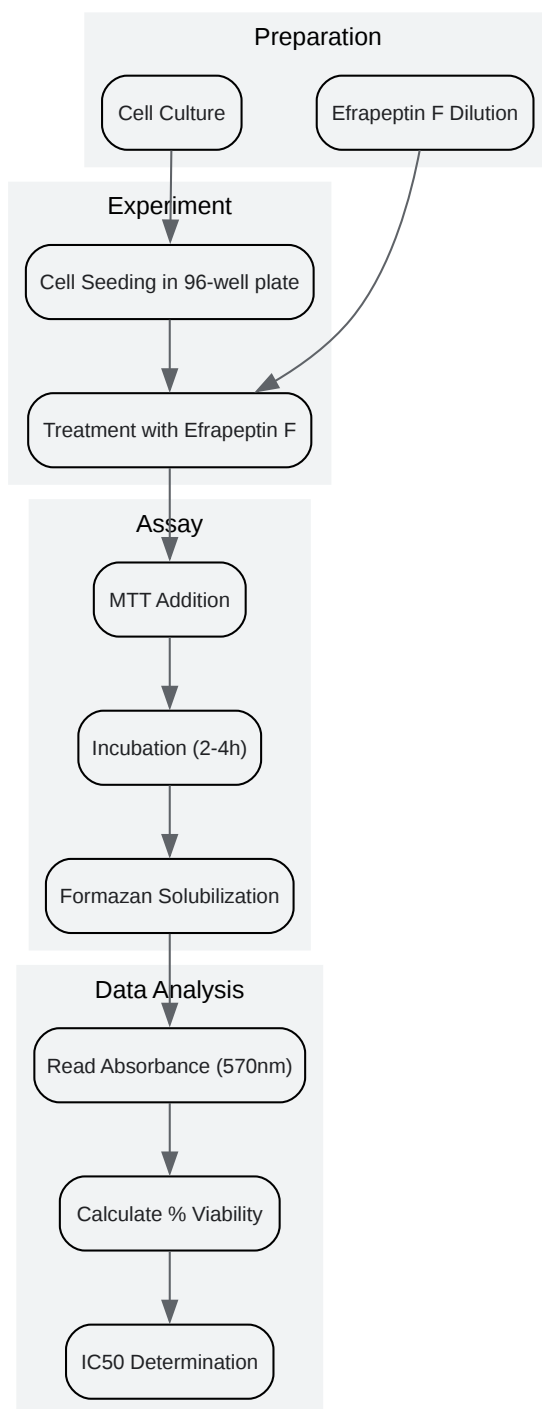 Preparation
Cell Culture
Efrapeptin F Dilution
Experiment
Cell Seeding in 96-well plate
Treatment with Efrapeptin F
Assay
MTT Addition
Incubation (2-4h)
Formazan Solubilization
Data Analysis
Read Absorbance (570nm)
Calculate % Viability
IC50 Determination